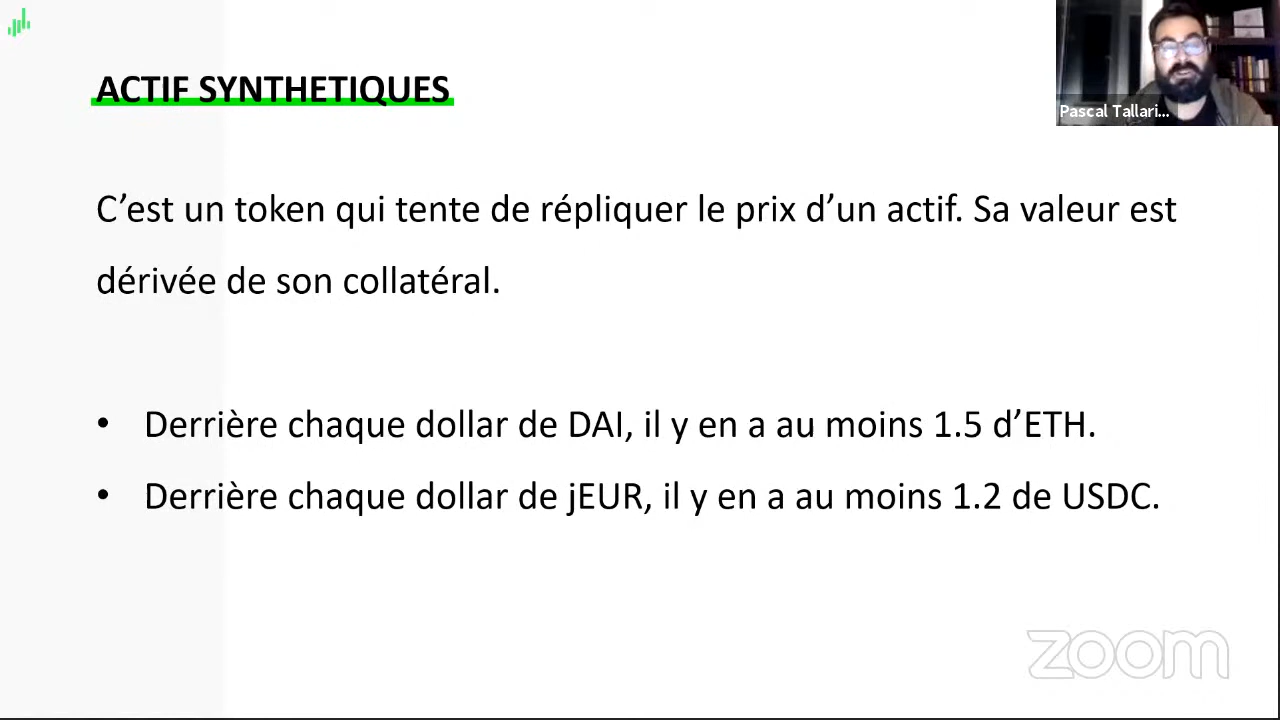 ACTIF SYNTHETIQUES
Pascal Tallari...
C’est un token qui tente de répliquer le prix d’un actif. Sa valeur est
dérivée de son collatéral.
• Derrière chaque dollar de DAI, il y en a au moins 1.5 d’ETH.
• Derrière chaque dollar de jEUR, il y en a au moins 1.2 de USDC.
zoom